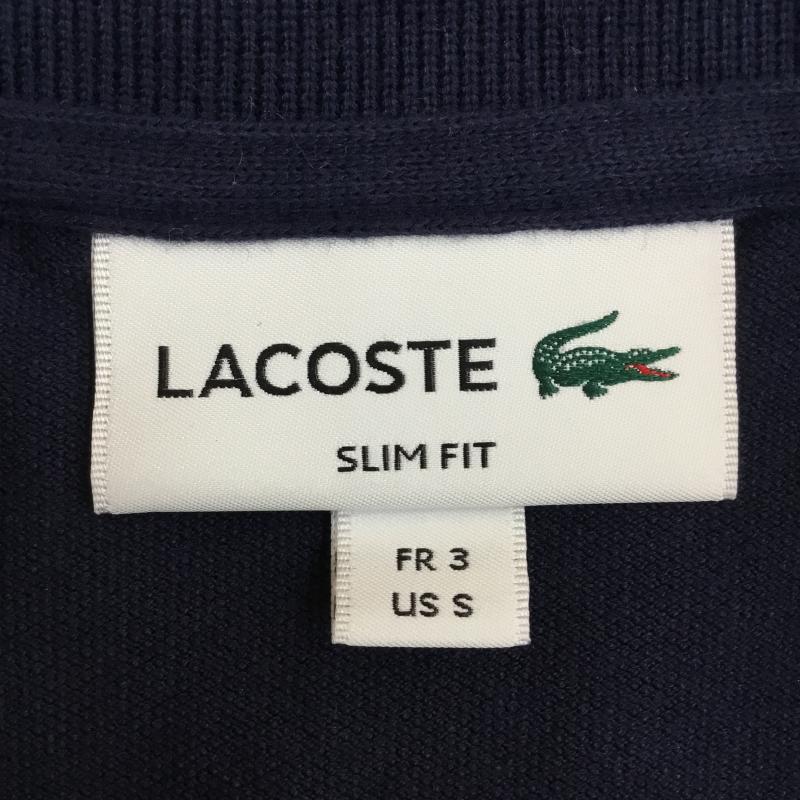 LACOSTE
SLIM FIT
FR 3
US S